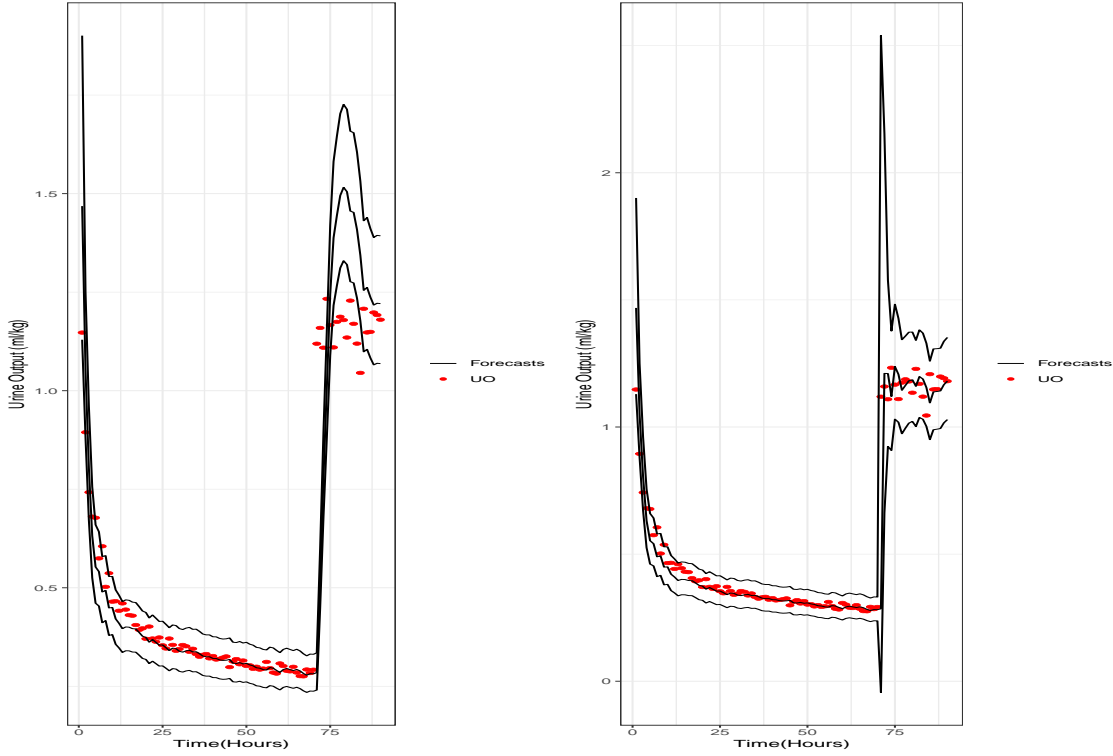 Urine Output (ml/kg)
1.5
1.0
0.5
0
25
50
75
Time(Hours)
Forecasts
UO
Urine Output (ml/kg)
2
1
0
0
25
50
75
Time(Hours)
Forecasts
UO